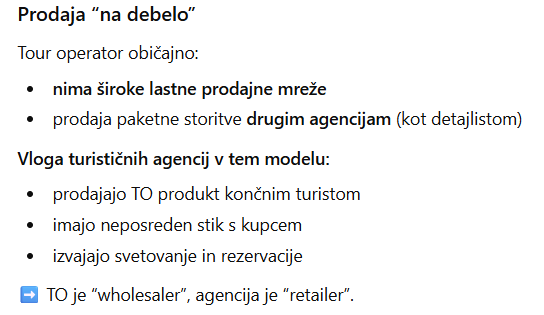 Prodaja “na debelo”
Tour operator običajno:
• nima široke lastne prodajne mreže
• prodaja paketne storitve drugim agencijam (kot detajlistom)
Vloga turističnih agencij v tem modelu:
• prodajajo TO produkt končnim turistom
• imajo neposreden stik s kupcem
• izvajajo svetovanje in rezervacije
➡️ TO je “wholesaler”, agencija je “retailer”.